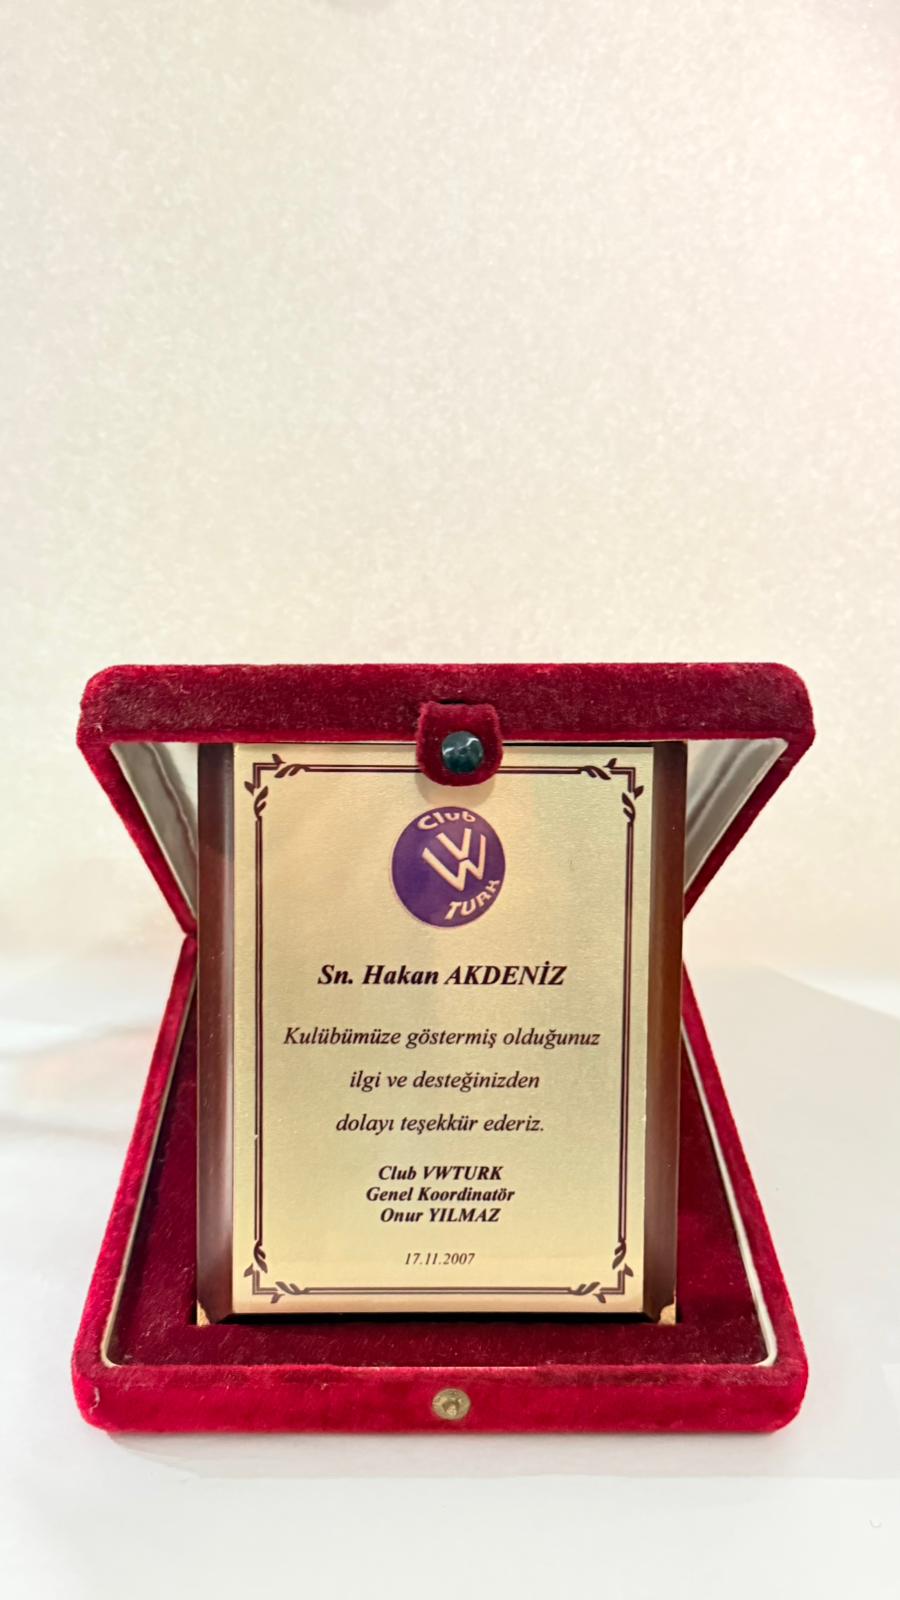 Club
VW
TURK
Sn. Hakan AKDENİZ
Kulübümüze göstermiş olduğunuz
ilgi ve desteğinizden
dolayı teşekkür ederiz.
Club VWTURK
Genel Koordinatör
Onur YILMAZ
17.11.2007